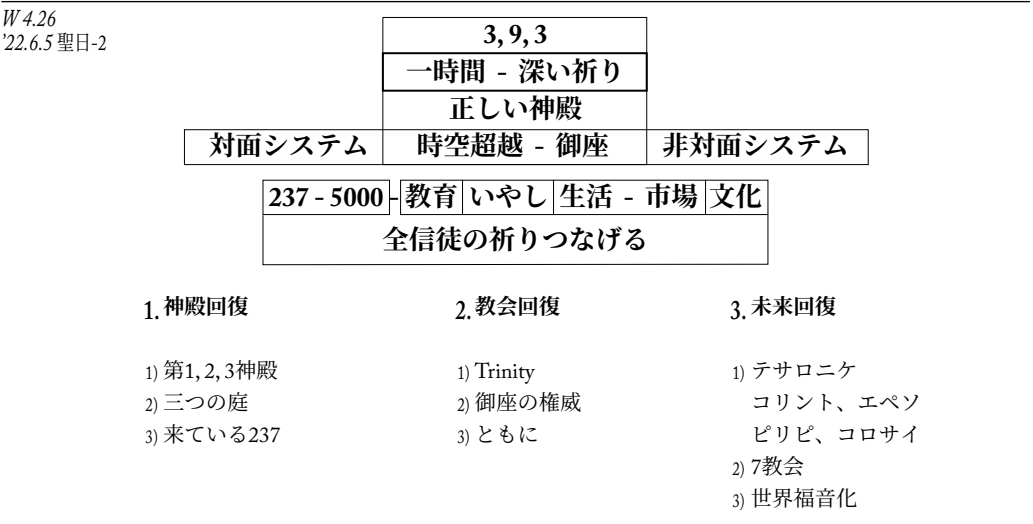 W 4.26
'22.6.5 聖日-2
3, 9, 3
一時間 - 深い祈り
正しい神殿
対面システム 時空超越 - 御座 非対面システム
237 - 5000 - 教育 いやし 生活 - 市場 文化
全信徒の祈りつなげる
1. 神殿回復
1) 第1, 2, 3神殿
2) 三つの庭
3) 来ている237
2. 教会回復
1) Trinity
2) 御座の権威
3) ともに
3. 未来回復
1) テサロニケ
コリント、エペソ
ピリピ、コロサイ
2) 7教会
3) 世界福音化